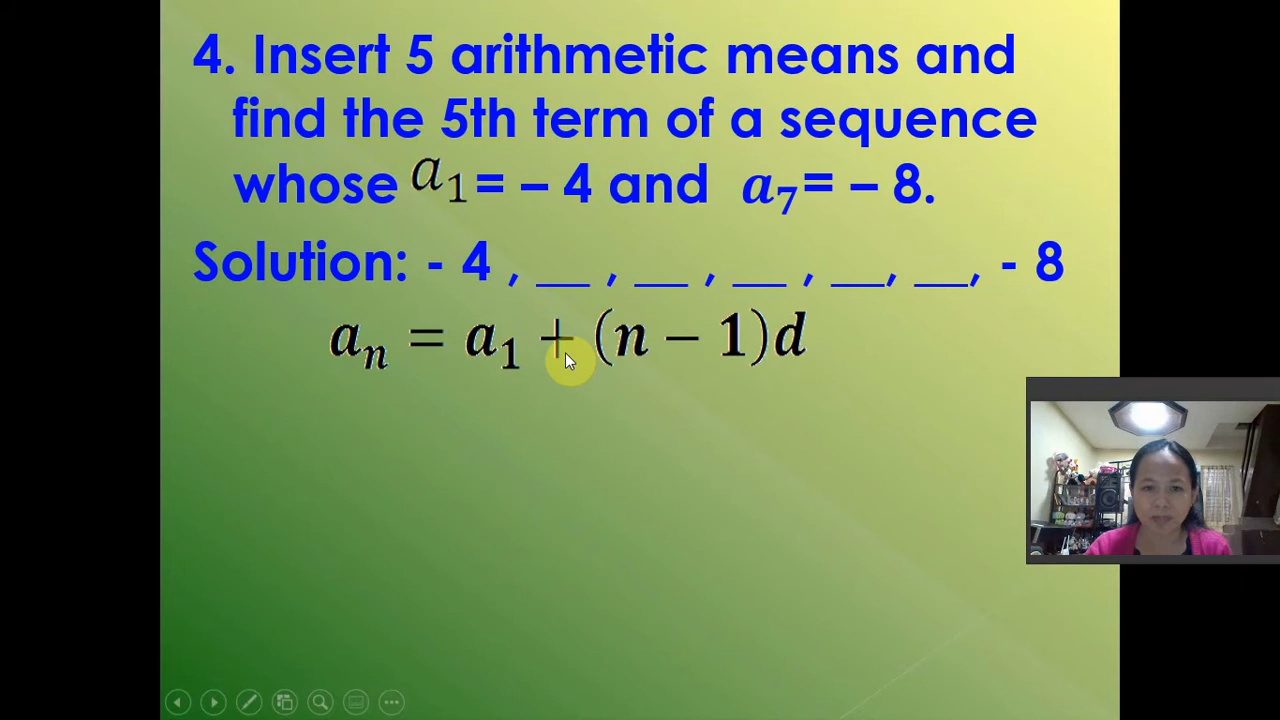 4. Insert 5 arithmetic means and
find the 5th term of a sequence
whose a₁ = – 4 and a₇ = – 8.
Solution: - 4 , __ , __ , __ , __, __, - 8
aₙ = a₁ + (n − 1)d